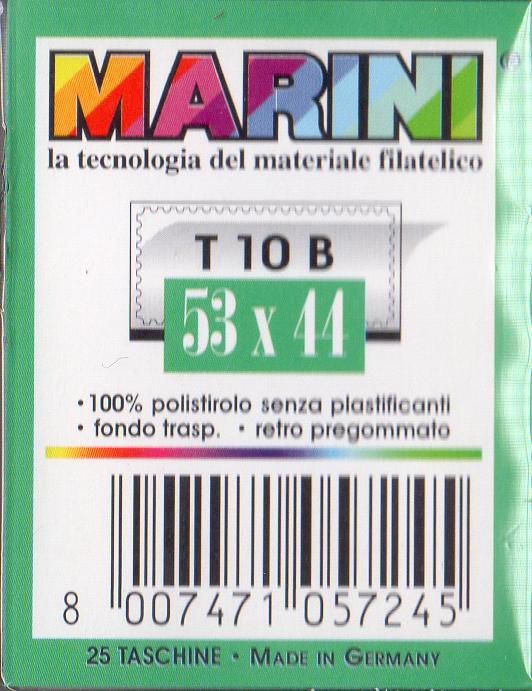 MARINI
la tecnologia del materiale filatelico
T 10 B
53 x 44
• 100% polistirolo senza plastificanti
• fondo trasp. • retro pregommato
8 007471 057245
25 TASCHINE • MADE IN GERMANY